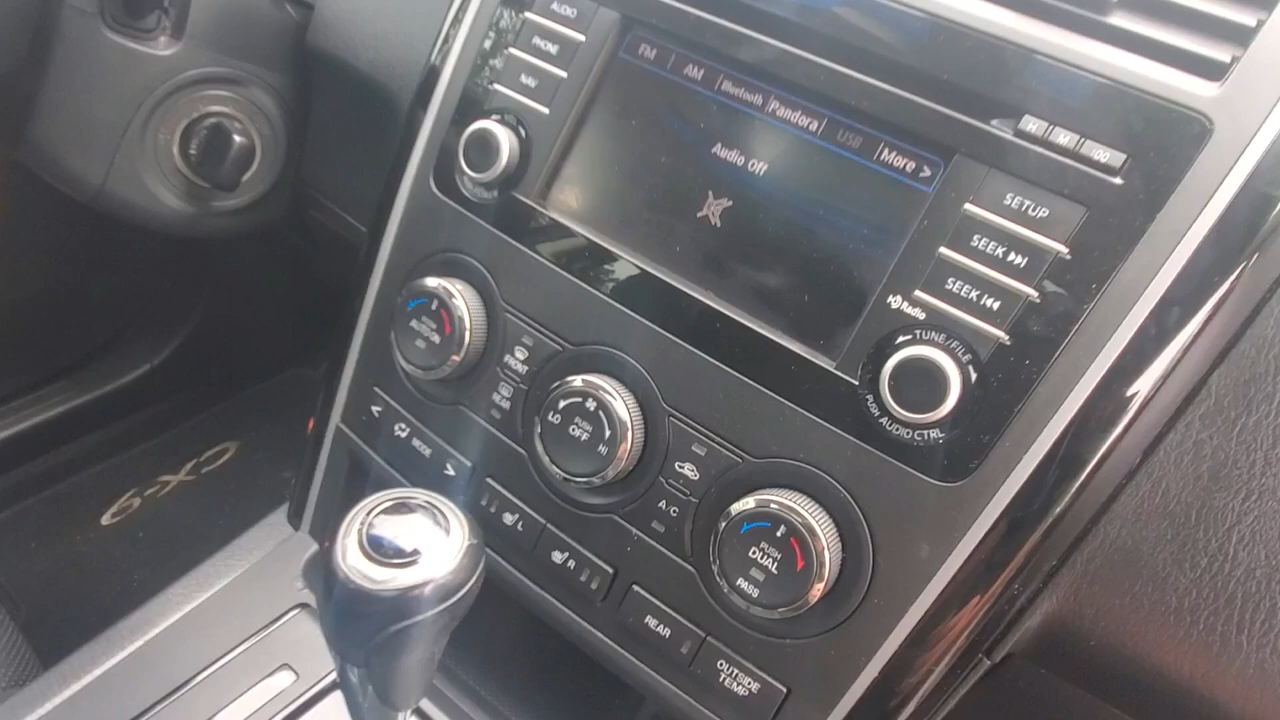 AUDIO
PHONE
NAV
FM
AM
Bluetooth
Pandora
USB
More >
Audio Off
H
M
:00
SETUP
SEEK
SEEK
HD Radio
TUNE/FILE
PUSH AUDIO CTRL
PUSH
AUTO·ON
FRONT
REAR
LO
PUSH
OFF
HI
< MODE >
A/C
PUSH
DUAL
PASS
L
R
REAR
OUTSIDE
TEMP
CX-9